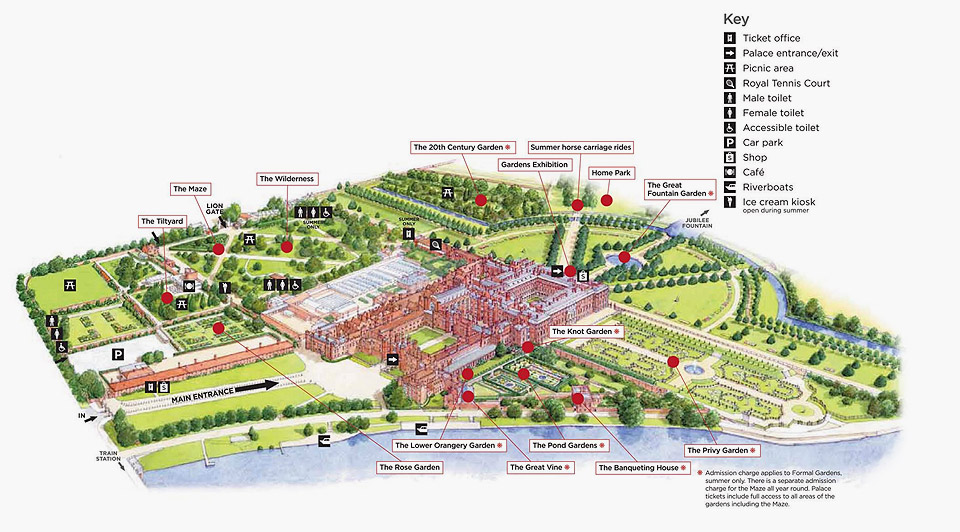 Key
Ticket office
Palace entrance/exit
Picnic area
Royal Tennis Court
Male toilet
Female toilet
Accessible toilet
P Car park
Shop
Café
Riverboats
Ice cream kiosk
open during summer
The 20th Century Garden *
Summer horse carriage rides
Gardens Exhibition
Home Park
The Great
Fountain Garden *
JUBILEE
FOUNTAIN
The Wilderness
The Maze
LION
GATE
The Tiltyard
SUMMER
ONLY
SUMMER
ONLY
The Knot Garden *
P
MAIN ENTRANCE
IN
TRAIN
STATION
The Lower Orangery Garden *
The Pond Gardens *
The Privy Garden *
The Rose Garden
The Great Vine *
The Banqueting House *
* Admission charge applies to Formal Gardens,
summer only. There is a separate admission
charge for the Maze all year round. Palace
tickets include full access to all areas of the
gardens including the Maze.